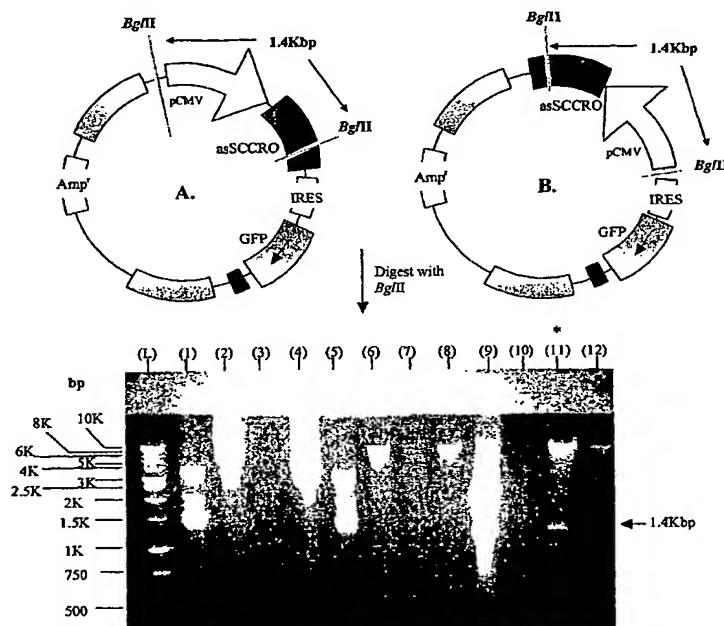 BglII
1.4Kbp
pCMV
asSCCRO
BglII
Amp^r
A.
IRES
GFP
BglII
1.4Kbp
asSCCRO
pCMV
BglII
Amp^r
B.
IRES
GFP
Digest with
BglII
*
(L) (1) (2) (3) (4) (5) (6) (7) (8) (9) (10) (11) (12)
bp
10K
8K
6K
5K
4K
3K
2.5K
2K
1.5K
1.4Kbp
1K
750
500